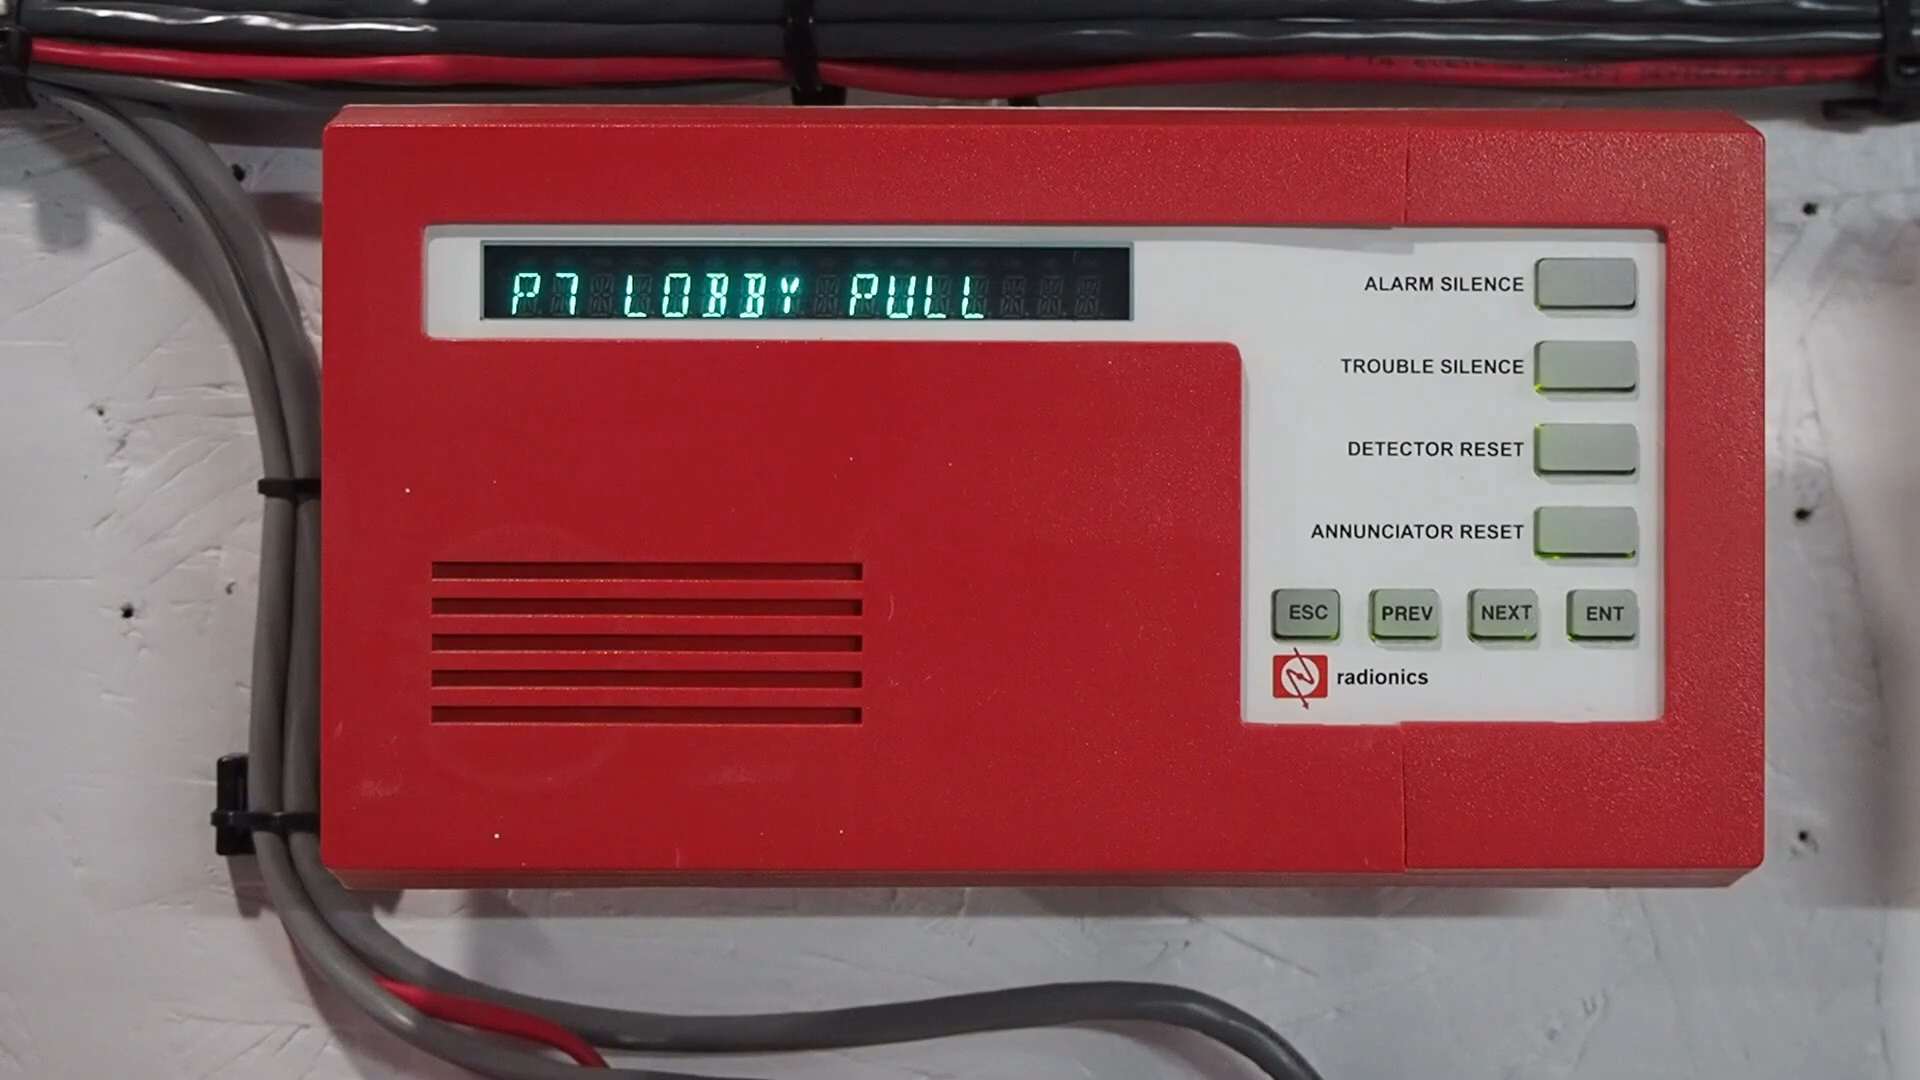 P7 LOBBY PULL
ALARM SILENCE
TROUBLE SILENCE
DETECTOR RESET
ANNUNCIATOR RESET
ESC PREV NEXT ENT
radionics